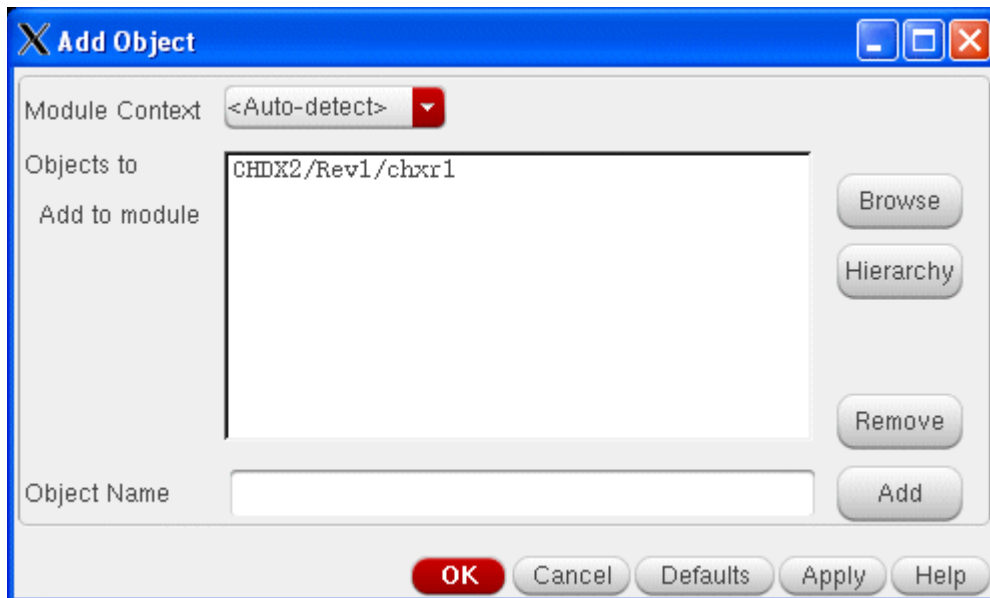 Add Object
Module Context <Auto-detect>
Objects to
Add to module
CHDX2/Rev1/chxr1
Browse
Hierarchy
Remove
Object Name
Add
OK Cancel Defaults Apply Help